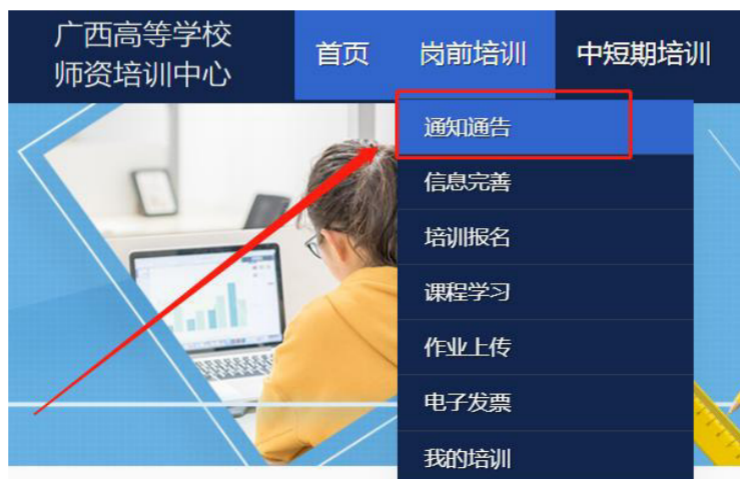 广西高等学校
师资培训中心
首页
岗前培训
中短期培训
通知通告
信息完善
培训报名
课程学习
作业上传
电子发票
我的培训